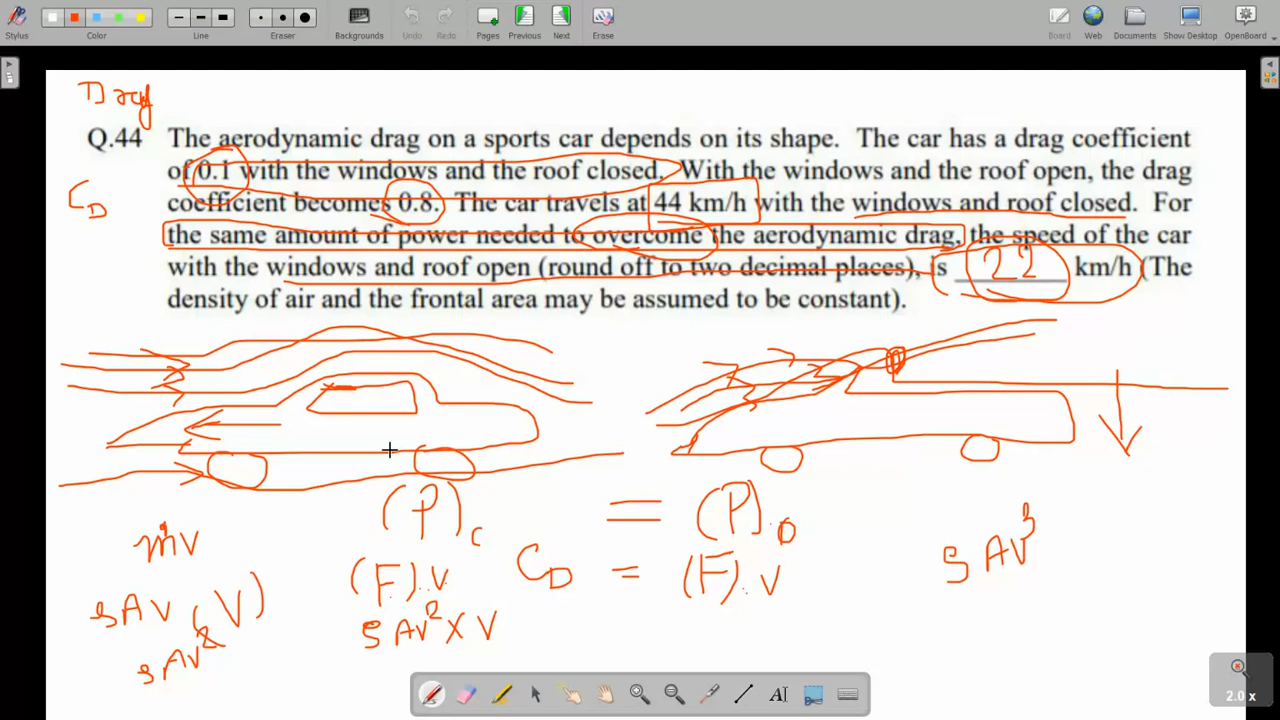 Stylus Color Line Eraser Backgrounds Undo Redo Pages Previous Next Erase Board Web Documents Show Desktop OpenBoard
Drag
Q.44 The aerodynamic drag on a sports car depends on its shape. The car has a drag coefficient
of 0.1 with the windows and the roof closed. With the windows and the roof open, the drag
CD
coefficient becomes 0.8. The car travels at 44 km/h with the windows and roof closed. For
the same amount of power needed to overcome the aerodynamic drag, the speed of the car
with the windows and roof open (round off to two decimal places), is 22 km/h (The
density of air and the frontal area may be assumed to be constant).
(P)c = (P)o
ṁv
(F).V CD = (F).V
ρAV³
ρAV (V)
ρAV² X V
ρAV²
2.0 x